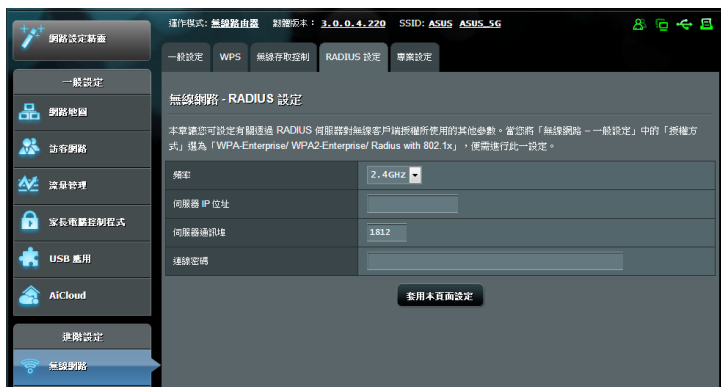 運作模式: 無線路由器 韌體版本: 3.0.0.4.220 SSID: ASUS ASUS_5G
網路設定精靈
一般設定 WPS 無線存取控制 RADIUS 設定 專業設定
一般設定
網路地圖
訪客網路
流量管理
家長電腦控制程式
USB 應用
AiCloud
進階設定
無線網路
無線網路 - RADIUS 設定
本章讓您可設定有關透過 RADIUS 伺服器對無線客戶端授權所使用的其他參數。當您將「無線網路 – 一般設定」中的「授權方
式」選為「WPA-Enterprise/ WPA2-Enterprise/ Radius with 802.1x」，便需進行此一設定。
頻率 2.4GHz
伺服器 IP 位址
伺服器通訊埠 1812
連線密碼
套用本頁面設定